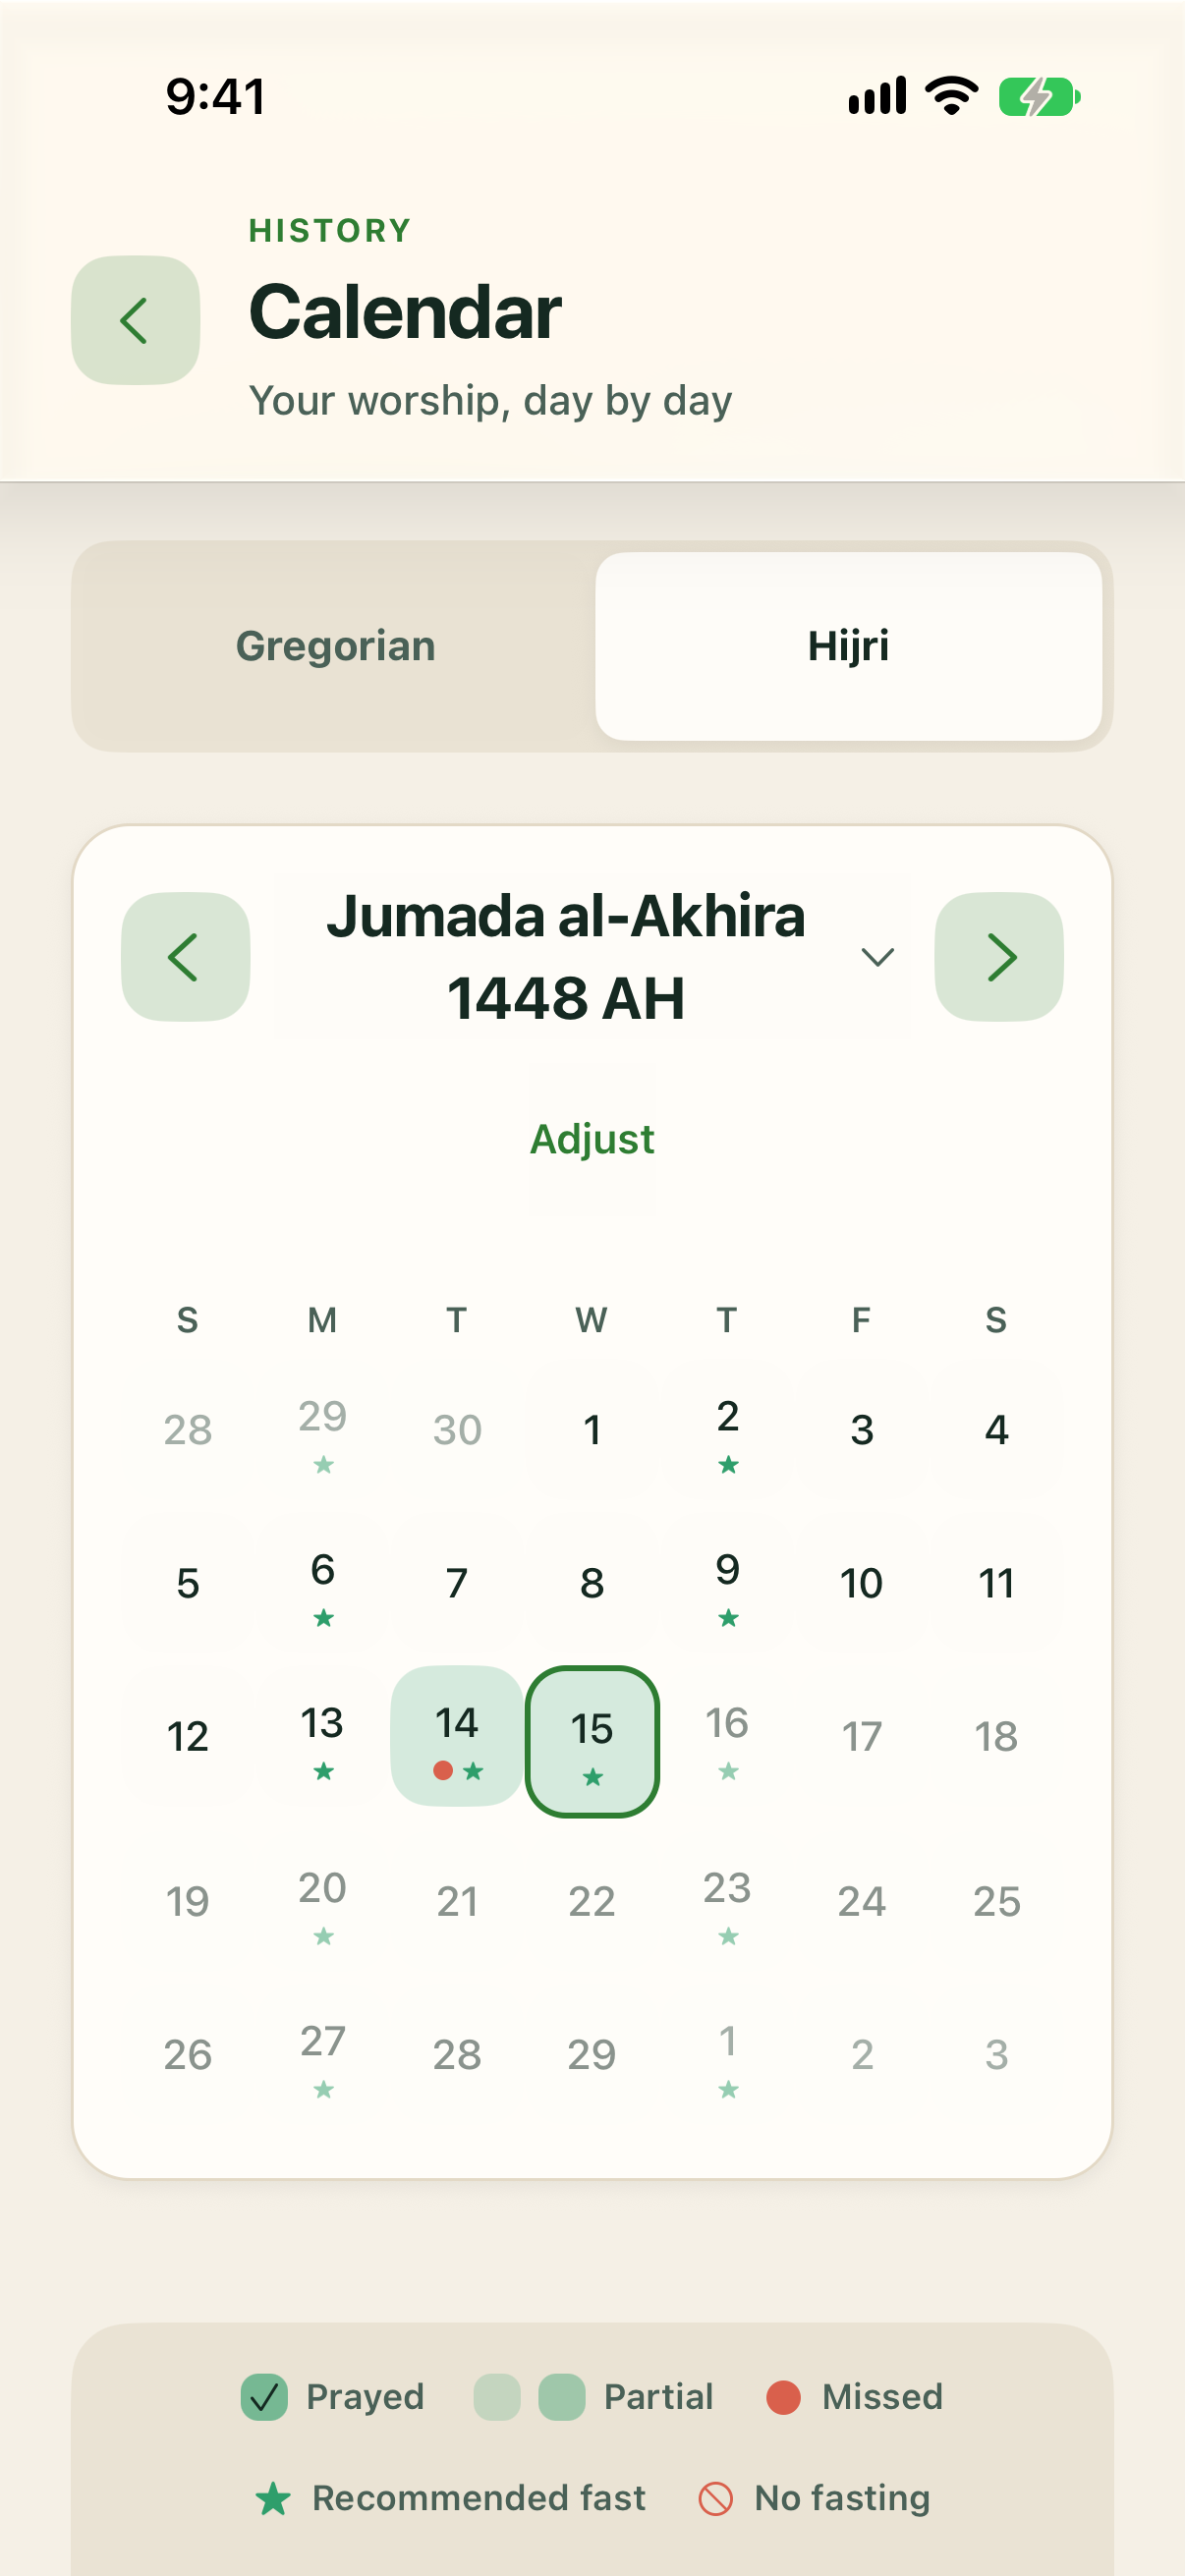 9:41
HISTORY
Calendar
Your worship, day by day
Gregorian Hijri
Jumada al-Akhira
1448 AH
Adjust
S M T W T F S
28 29 30 1 2 3 4
5 6 7 8 9 10 11
12 13 14 15 16 17 18
19 20 21 22 23 24 25
26 27 28 29 1 2 3
Prayed Partial Missed
Recommended fast No fasting